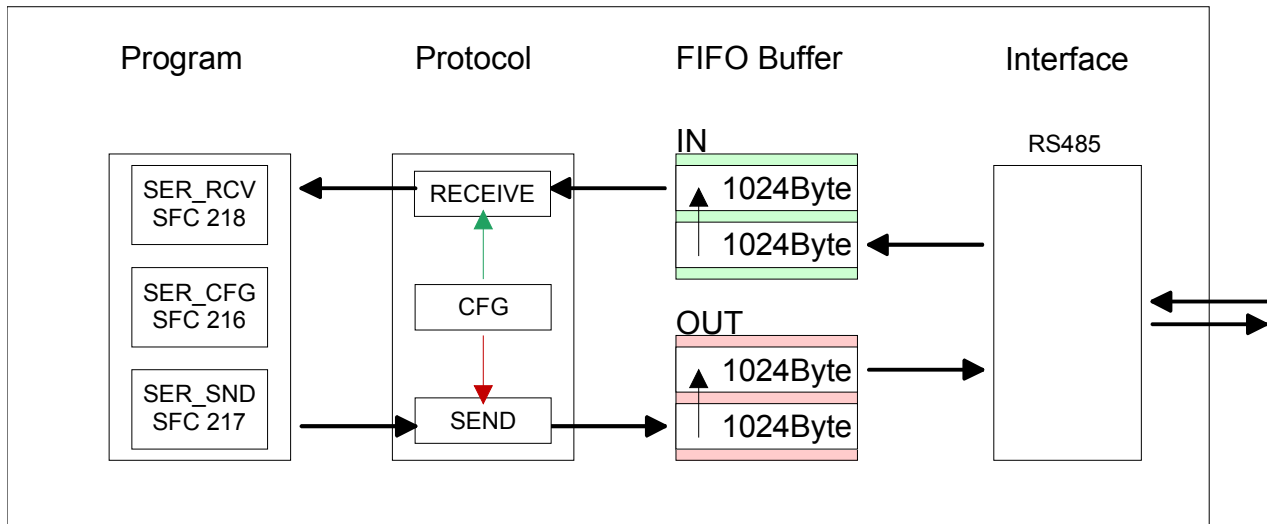 Program
Protocol
FIFO Buffer
Interface
SER_RCV
SFC 218
SER_CFG
SFC 216
SER_SND
SFC 217
RECEIVE
CFG
SEND
IN
1024Byte
1024Byte
OUT
1024Byte
1024Byte
RS485